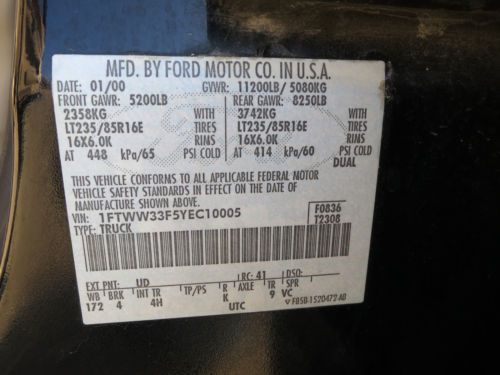 MFD. BY FORD MOTOR CO. IN U.S.A.
DATE: 01/00 GVWR: 11200LB/ 5080KG
FRONT GAWR: 5200LB REAR GAWR: 8250LB
2358KG WITH 3742KG WITH
LT235/85R16E TIRES LT235/85R16E TIRES
16X6.0K RIMS 16X6.0K RIMS
AT 448 kPa/65 PSI COLD AT 414 kPa/60 PSI COLD
DUAL
THIS VEHICLE CONFORMS TO ALL APPLICABLE FEDERAL MOTOR
VEHICLE SAFETY STANDARDS IN EFFECT ON THE DATE OF
MANUFACTURE SHOWN ABOVE.
VIN: 1FTWW33F5YEC10005 F0836
TYPE: TRUCK T2308
EXT PNT: UD RC: 41 DSO:
WB BRK INT TR TP/PS R AXLE TR SPR
172 4 4H K 9 VC
UTC F85B-1520472-AB